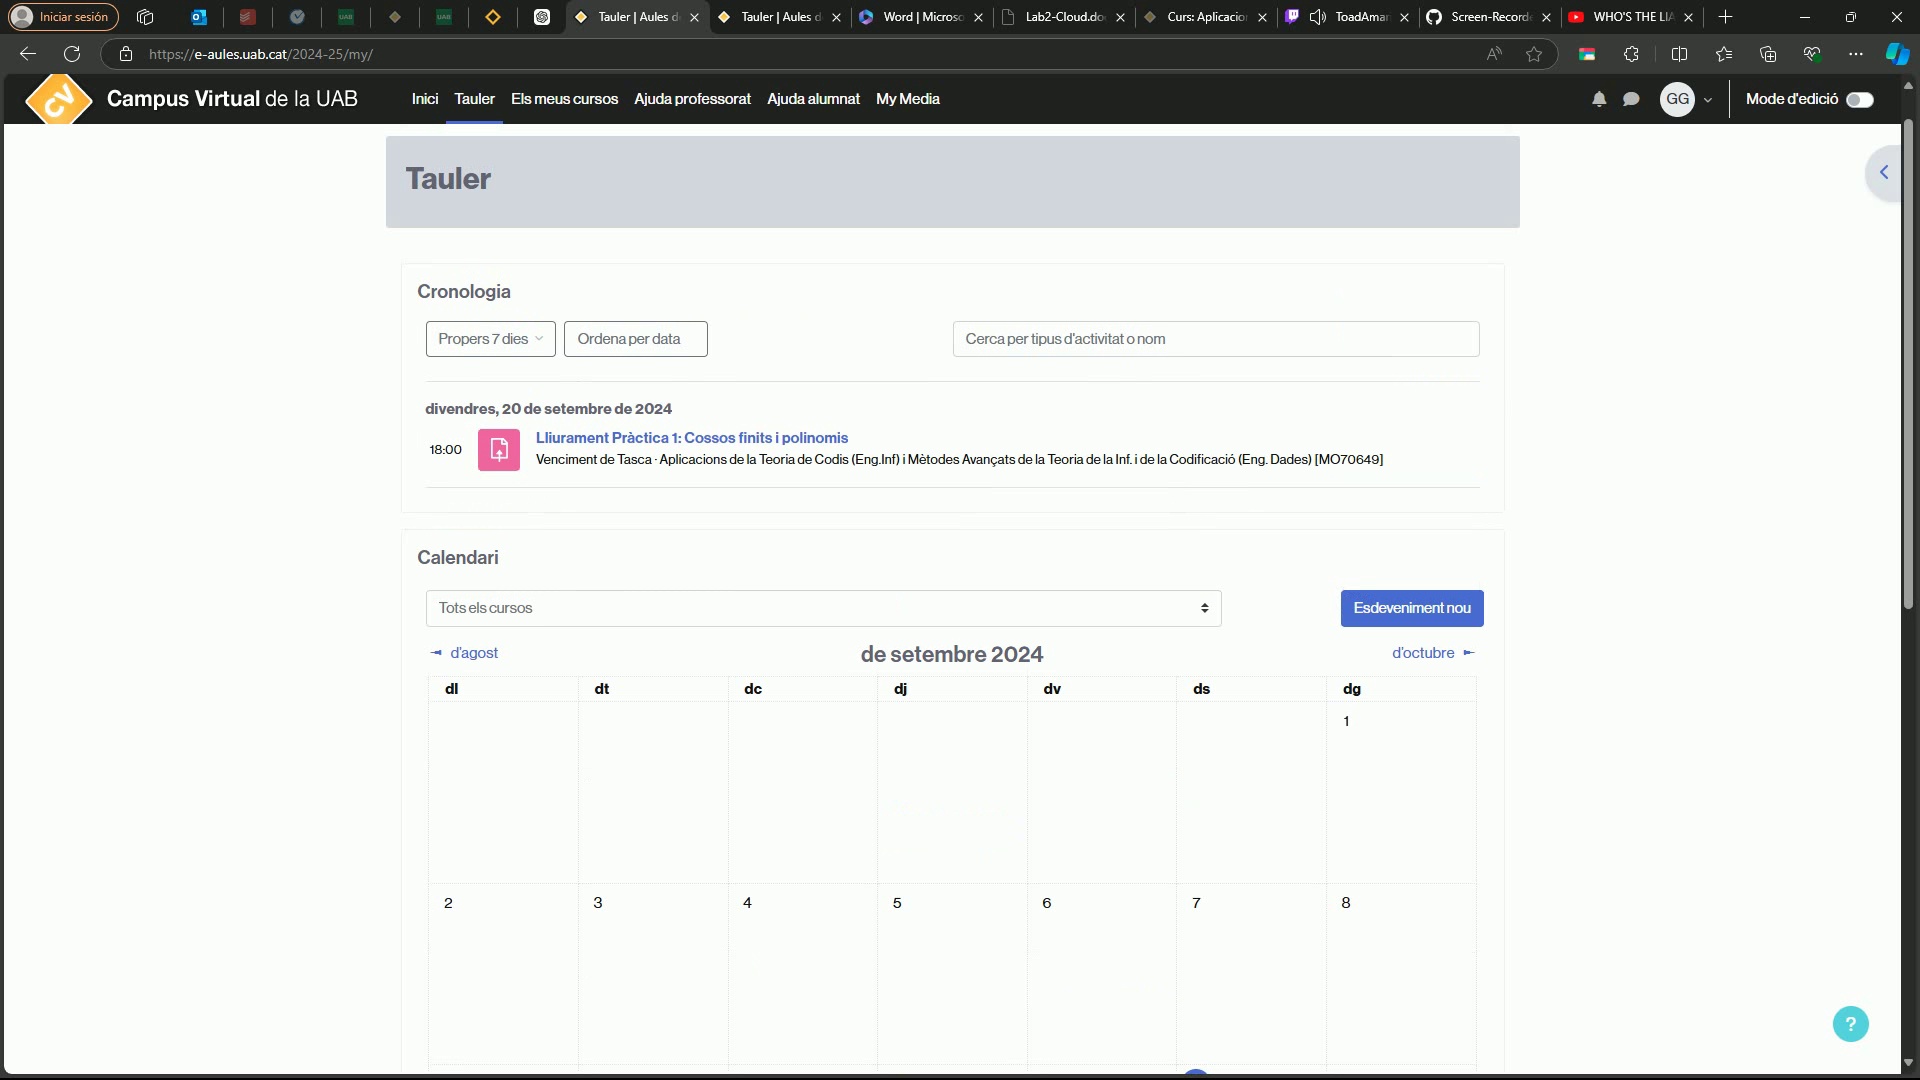 Iniciar sesión
Tauler | Aules d
Tauler | Aules d
Word | Microso
Lab2-Cloud.do
Curs: Aplicacio
ToadAmar
Screen-Record
WHO'S THE LIA
https://e-aules.uab.cat/2024-25/my/
CV
Campus Virtual de la UAB
Inici
Tauler
Els meus cursos
Ajuda professorat
Ajuda alumnat
My Media
GG
Mode d'edició
Tauler
Cronologia
Propers 7 dies
Ordena per data
Cerca per tipus d'activitat o nom
divendres, 20 de setembre de 2024
18:00
Lliurament Pràctica 1: Cossos finits i polinomis
Venciment de Tasca · Aplicacions de la Teoria de Codis (Eng.Inf) i Mètodes Avançats de la Teoria de la Inf. i de la Codificació (Eng. Dades) [MO70649]
Calendari
Tots els cursos
Esdeveniment nou
d'agost
de setembre 2024
d'octubre
dl dt dc dj dv ds dg
1
2 3 4 5 6 7 8
?